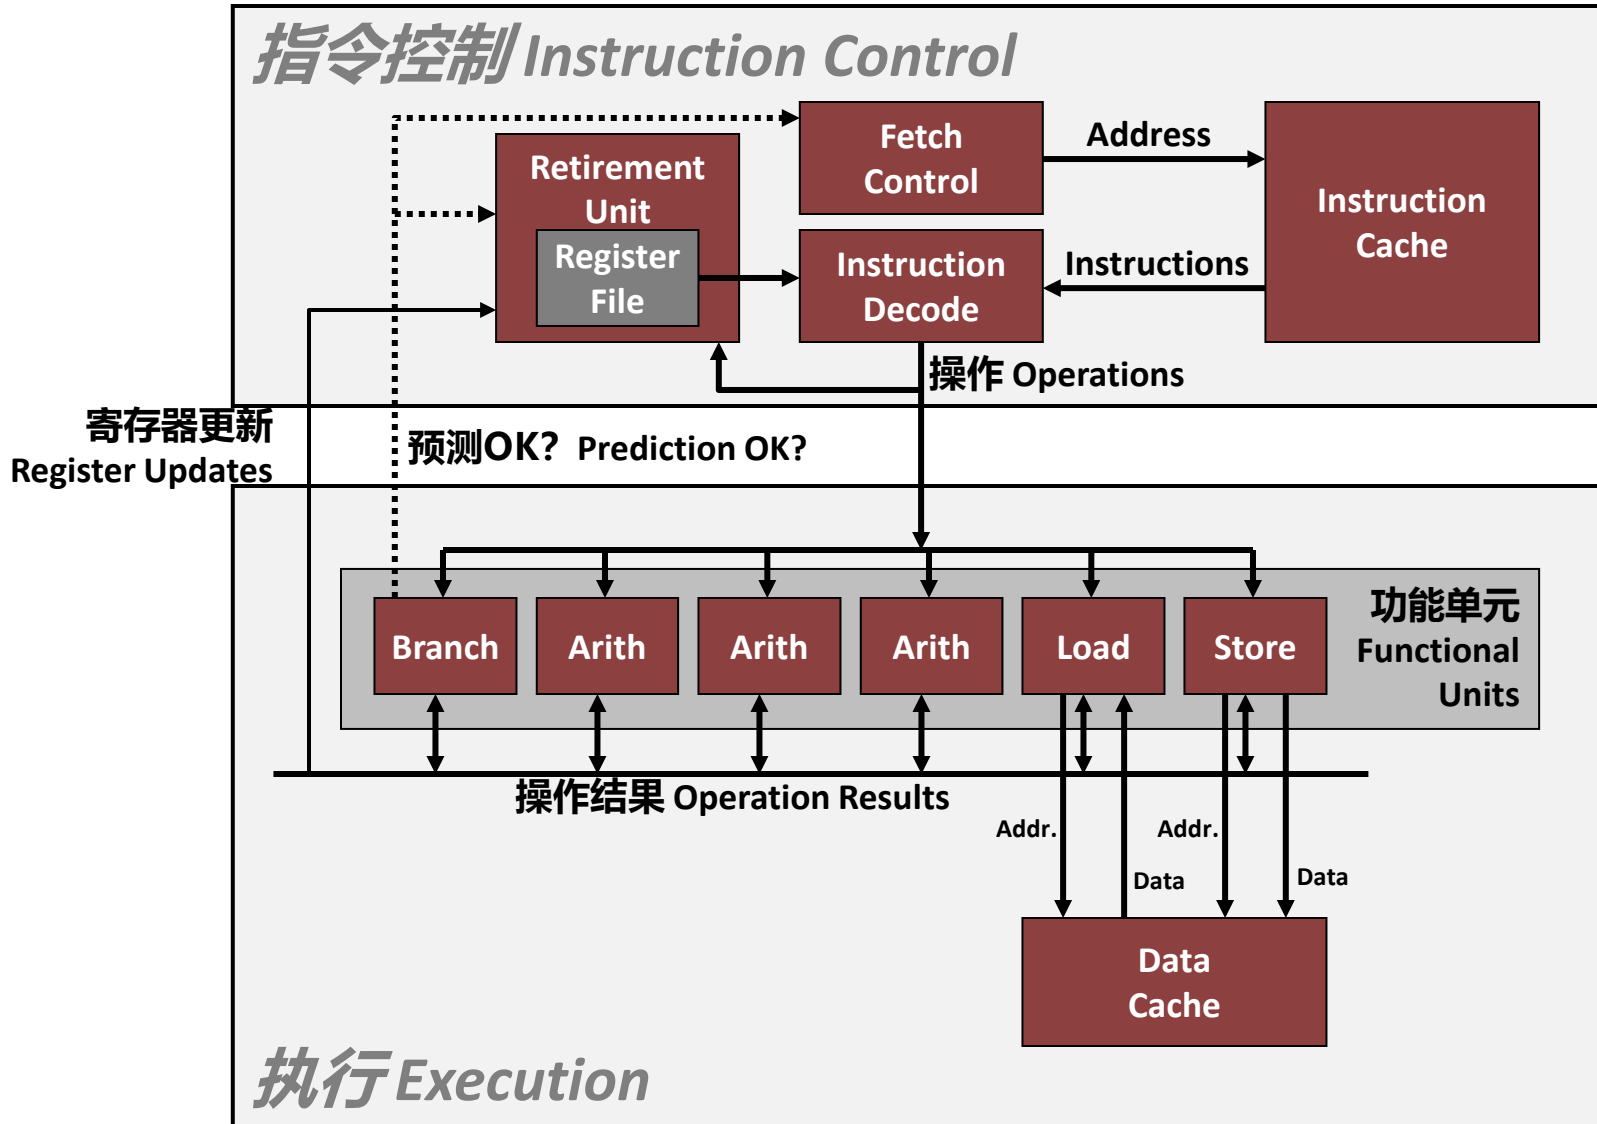 指令控制 Instruction Control
Fetch
Control
Address
Instruction
Cache
Retirement
Unit
Register
File
Instruction
Decode
Instructions
操作 Operations
寄存器更新
Register Updates
预测OK? Prediction OK?
Branch
Arith
Arith
Arith
Load
Store
功能单元
Functional
Units
操作结果 Operation Results
Addr.
Addr.
Data
Data
Data
Cache
执行 Execution